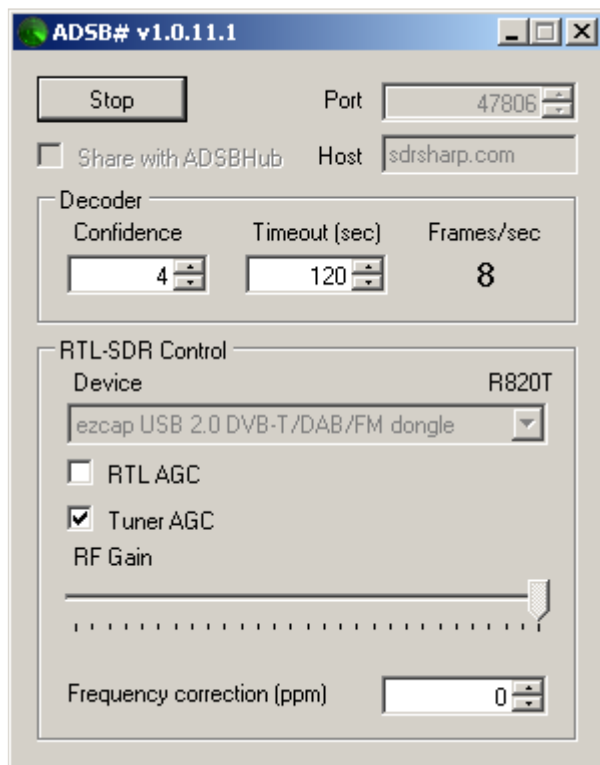 ADSB# v1.0.11.1
Stop Port 47806
Share with ADSBHub Host sdrsharp.com
Decoder
Confidence Timeout (sec) Frames/sec
4 120 8
RTL-SDR Control
Device R820T
ezcap USB 2.0 DVB-T/DAB/FM dongle
RTL AGC
Tuner AGC
RF Gain
Frequency correction (ppm) 0